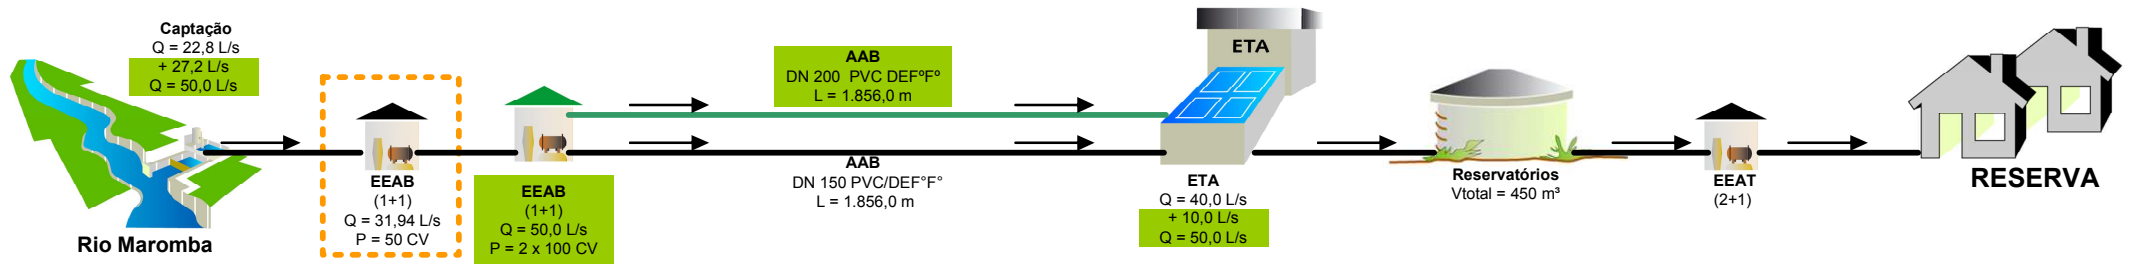 Captação
Q = 22,8 L/s
+ 27,2 L/s
Q = 50,0 L/s
Rio Maromba
EEAB
(1+1)
Q = 31,94 L/s
P = 50 CV
EEAB
(1+1)
Q = 50,0 L/s
P = 2 x 100 CV
AAB
DN 200 PVC DEFºFº
L = 1.856,0 m
AAB
DN 150 PVC/DEF°F°
L = 1.856,0 m
ETA
ETA
Q = 40,0 L/s
+ 10,0 L/s
Q = 50,0 L/s
Reservatórios
Vtotal = 450 m³
EEAT
(2+1)
RESERVA